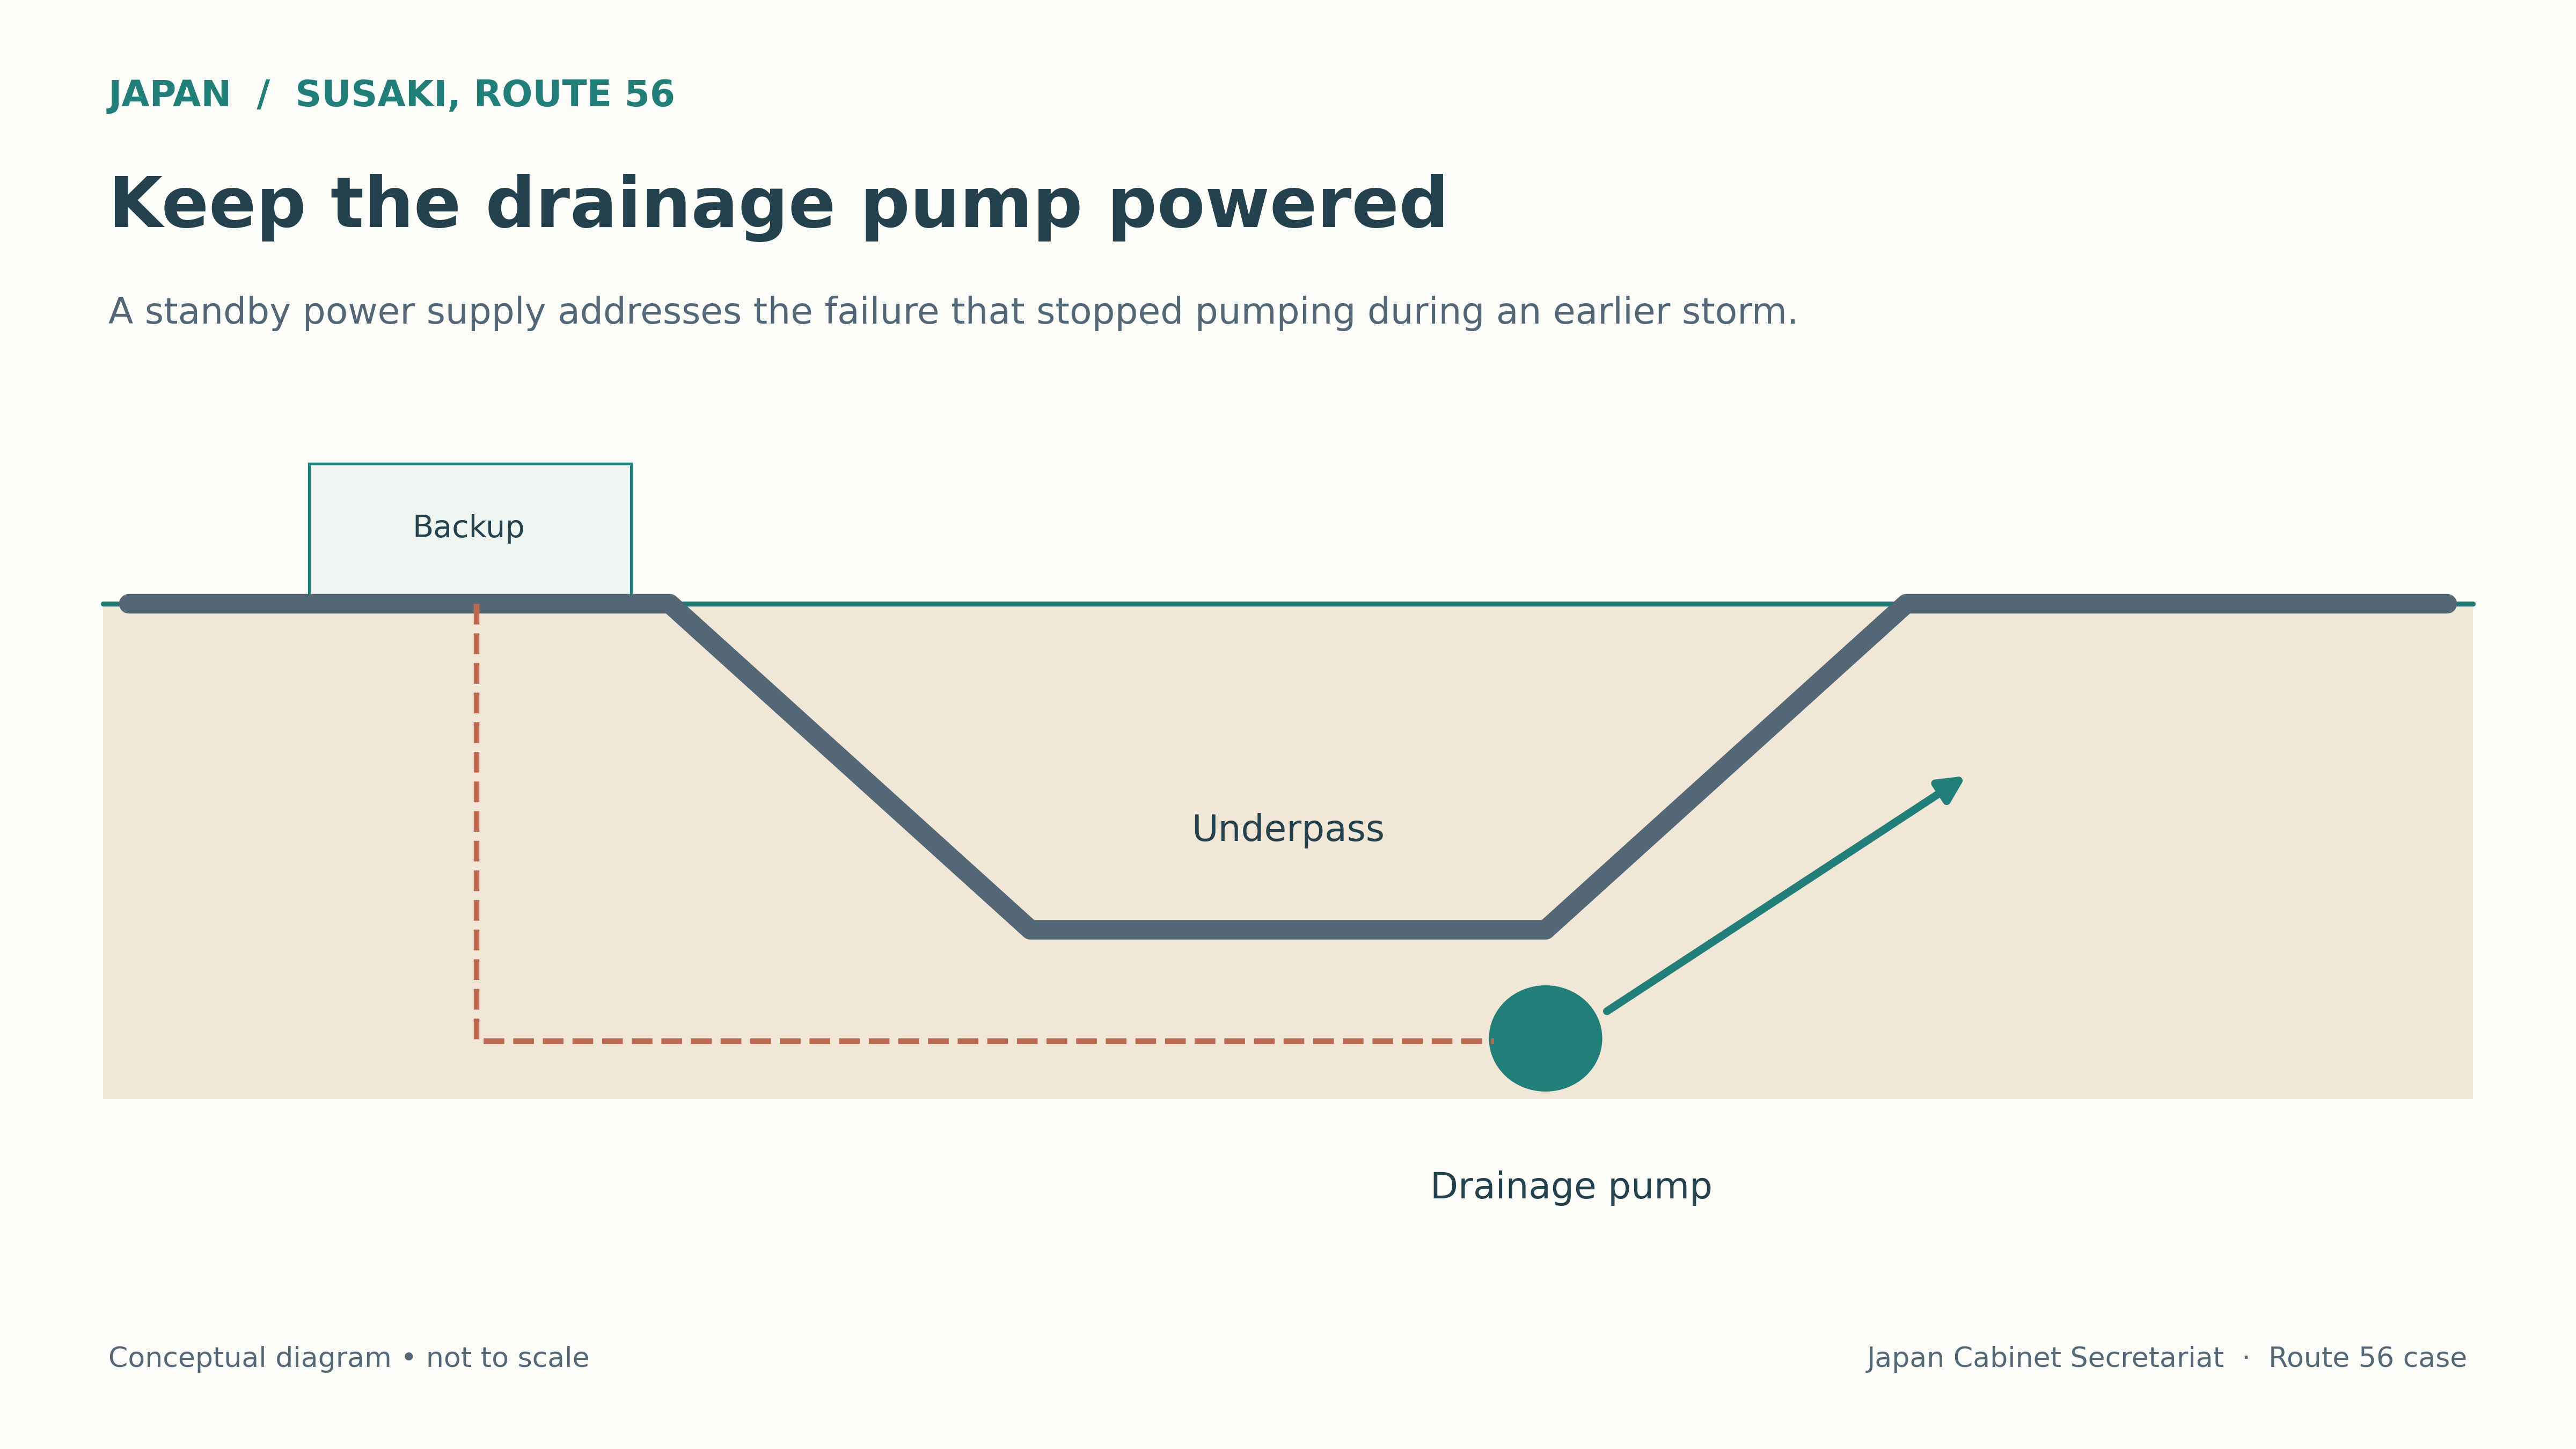 JAPAN / SUSAKI, ROUTE 56
Keep the drainage pump powered
A standby power supply addresses the failure that stopped pumping during an earlier storm.
Backup
Underpass
Drainage pump
Conceptual diagram • not to scale
Japan Cabinet Secretariat · Route 56 case